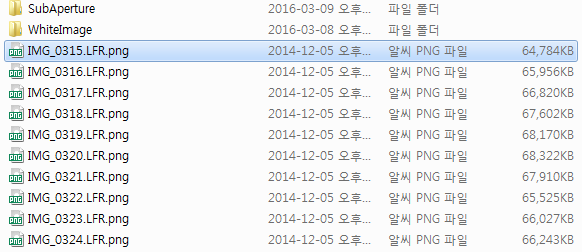 SubAperture 2016-03-09 오후... 파일 폴더
WhiteImage 2016-03-08 오후... 파일 폴더
IMG_0315.LFR.png 2014-12-05 오후... 알씨 PNG 파일 64,784KB
IMG_0316.LFR.png 2014-12-05 오후... 알씨 PNG 파일 65,956KB
IMG_0317.LFR.png 2014-12-05 오후... 알씨 PNG 파일 66,820KB
IMG_0318.LFR.png 2014-12-05 오후... 알씨 PNG 파일 67,602KB
IMG_0319.LFR.png 2014-12-05 오후... 알씨 PNG 파일 68,170KB
IMG_0320.LFR.png 2014-12-05 오후... 알씨 PNG 파일 68,322KB
IMG_0321.LFR.png 2014-12-05 오후... 알씨 PNG 파일 67,910KB
IMG_0322.LFR.png 2014-12-05 오후... 알씨 PNG 파일 65,525KB
IMG_0323.LFR.png 2014-12-05 오후... 알씨 PNG 파일 66,027KB
IMG_0324.LFR.png 2014-12-05 오후... 알씨 PNG 파일 66,243KB